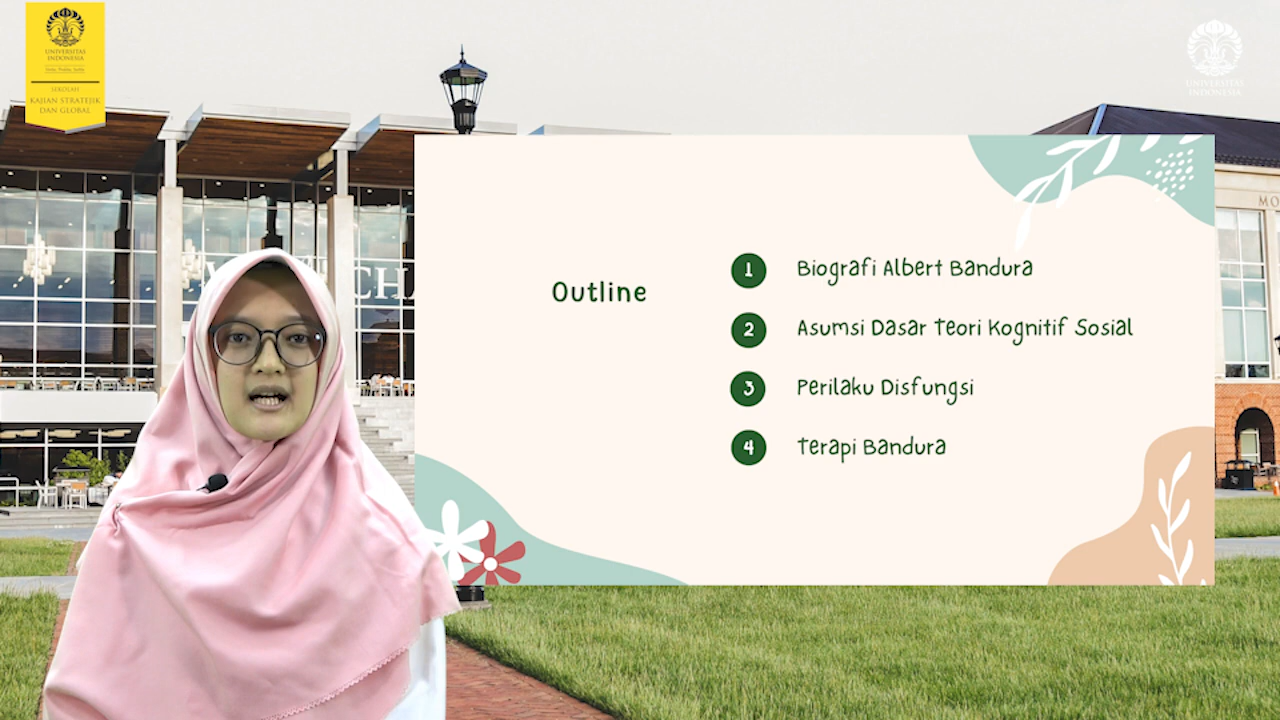 UNIVERSITAS
INDONESIA
SEKOLAH
KAJIAN STRATEJIK
DAN GLOBAL
UNIVERSITAS
INDONESIA
MO
Outline
1 Biografi Albert Bandura
2 Asumsi Dasar Teori Kognitif Sosial
3 Perilaku Disfungsi
4 Terapi Bandura